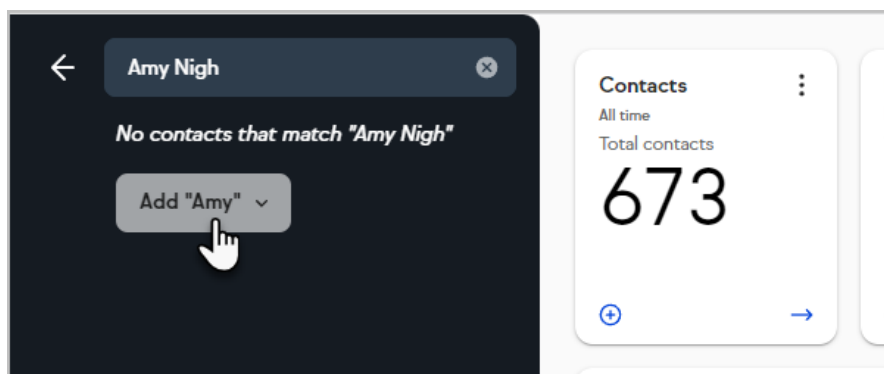 Amy Nigh
No contacts that match "Amy Nigh"
Add "Amy"
Contacts
All time
Total contacts
673